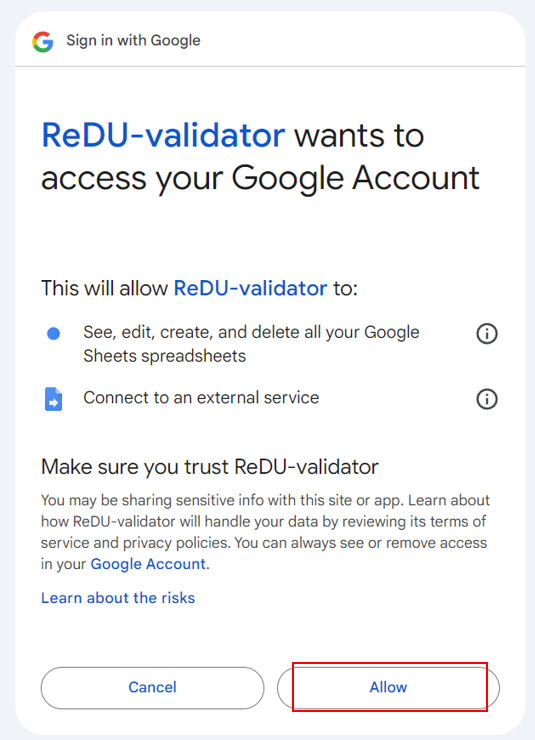 Sign in with Google
ReDU-validator wants to
access your Google Account
This will allow ReDU-validator to:
See, edit, create, and delete all your Google
Sheets spreadsheets
Connect to an external service
Make sure you trust ReDU-validator
You may be sharing sensitive info with this site or app. Learn about
how ReDU-validator will handle your data by reviewing its terms of
service and privacy policies. You can always see or remove access
in your Google Account.
Learn about the risks
Cancel Allow